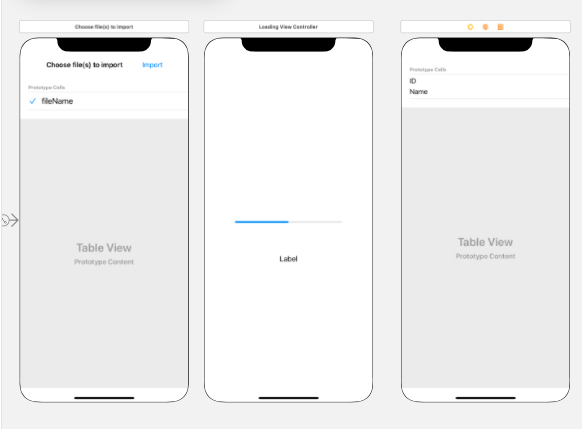 Choose file(s) to import
Choose file(s) to import
Import
Prototype Cells
fileName
Table View
Prototype Content
Loading View Controller
Label
Prototype Cells
ID
Name
Table View
Prototype Content